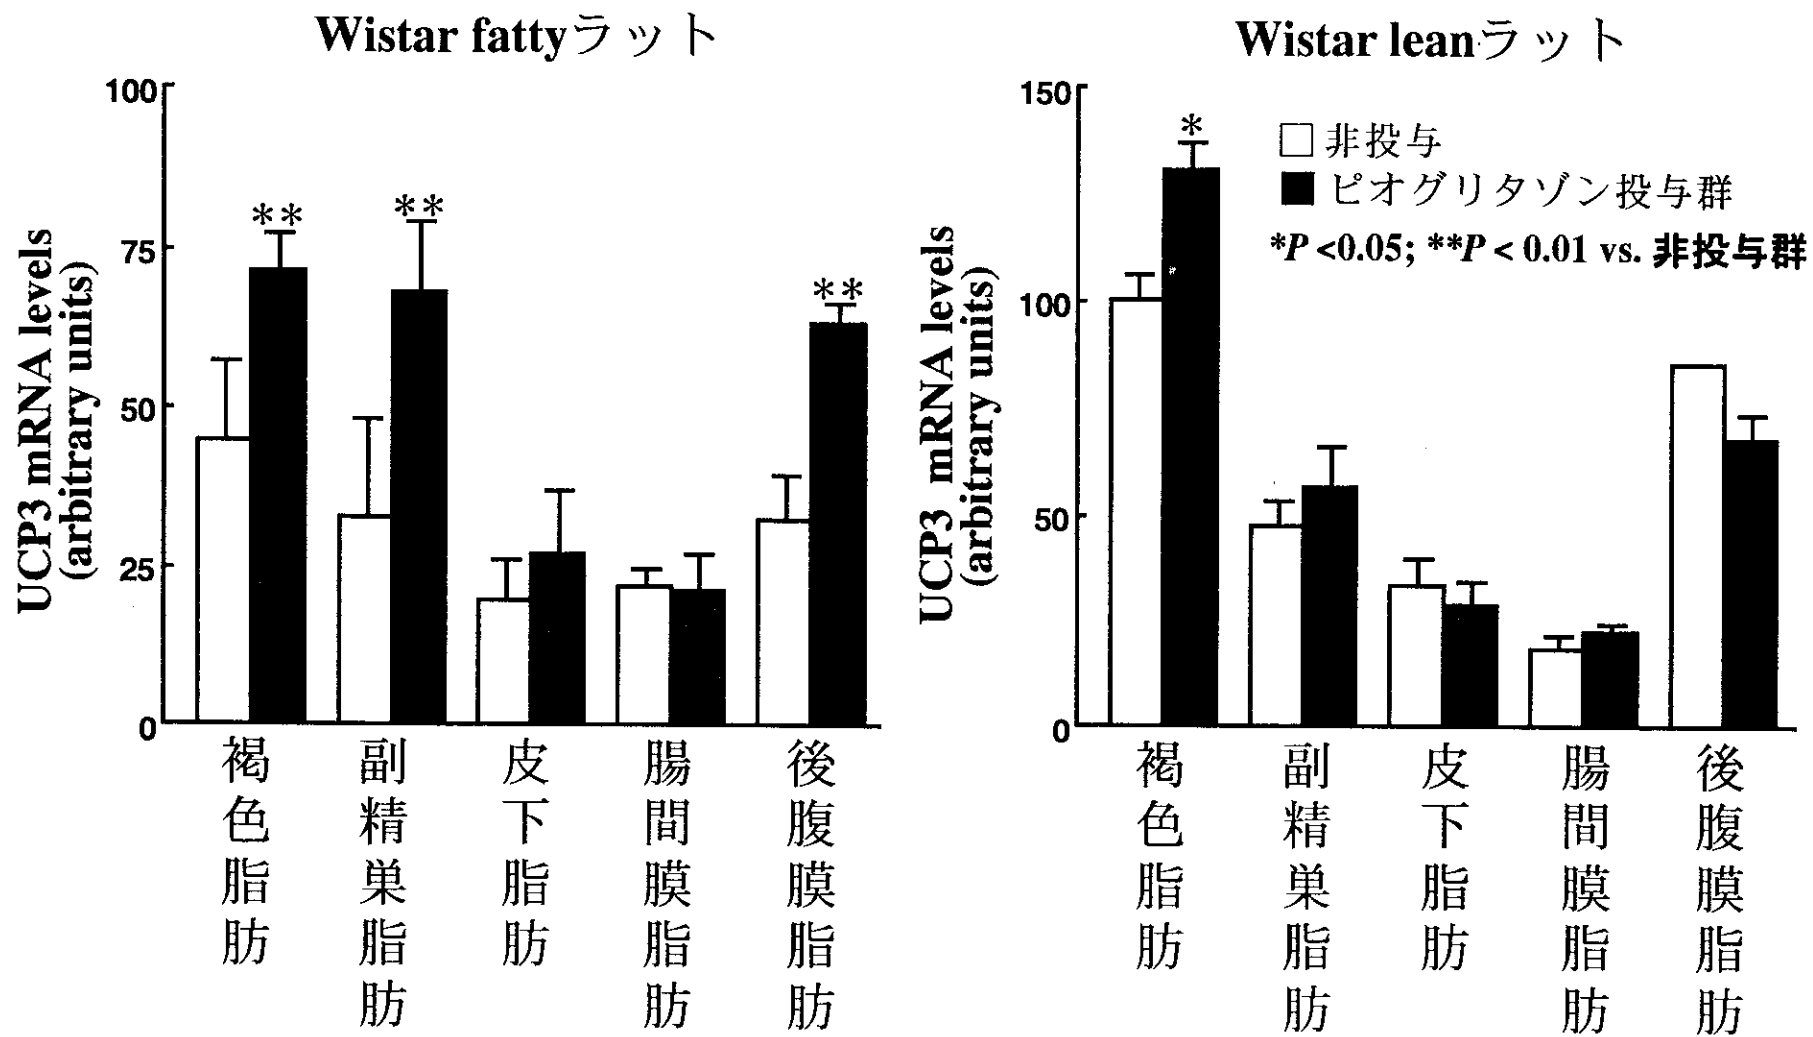 Wistar fattyラット
100
75
50
25
0
UCP3 mRNA levels
(arbitrary units)
**
**
**
褐色脂肪
副精巣脂肪
皮下脂肪
腸間膜脂肪
後腹膜脂肪
Wistar leanラット
150
100
50
0
UCP3 mRNA levels
(arbitrary units)
*
非投与
ピオグリタゾン投与群
*P<0.05; **P< 0.01 vs. 非投与群
褐色脂肪
副精巣脂肪
皮下脂肪
腸間膜脂肪
後腹膜脂肪